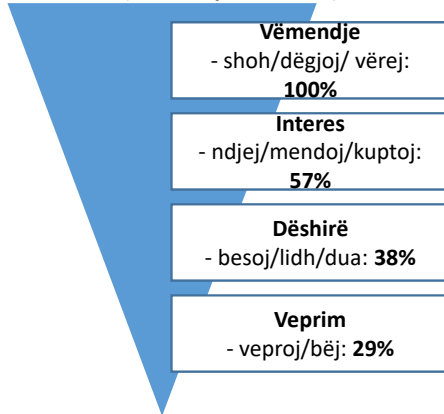 Vëmendje
- shoh/dëgjoj/ vërej:
100%
Interes
- ndjej/mendoj/kuptoj:
57%
Dëshirë
- besoj/lidh/dua: 38%
Veprim
- veproj/bëj: 29%